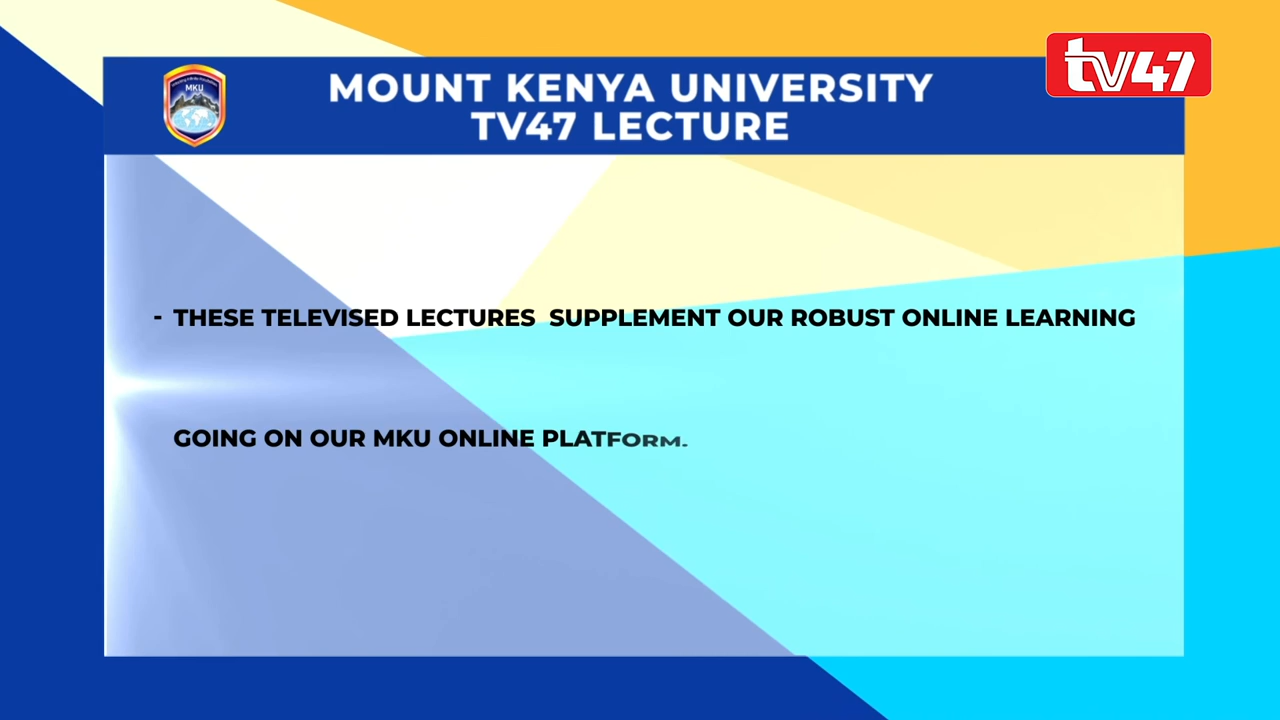 MKU
tv47
MOUNT KENYA UNIVERSITY
TV47 LECTURE
- THESE TELEVISED LECTURES SUPPLEMENT OUR ROBUST ONLINE LEARNING
GOING ON OUR MKU ONLINE PLATFORM.